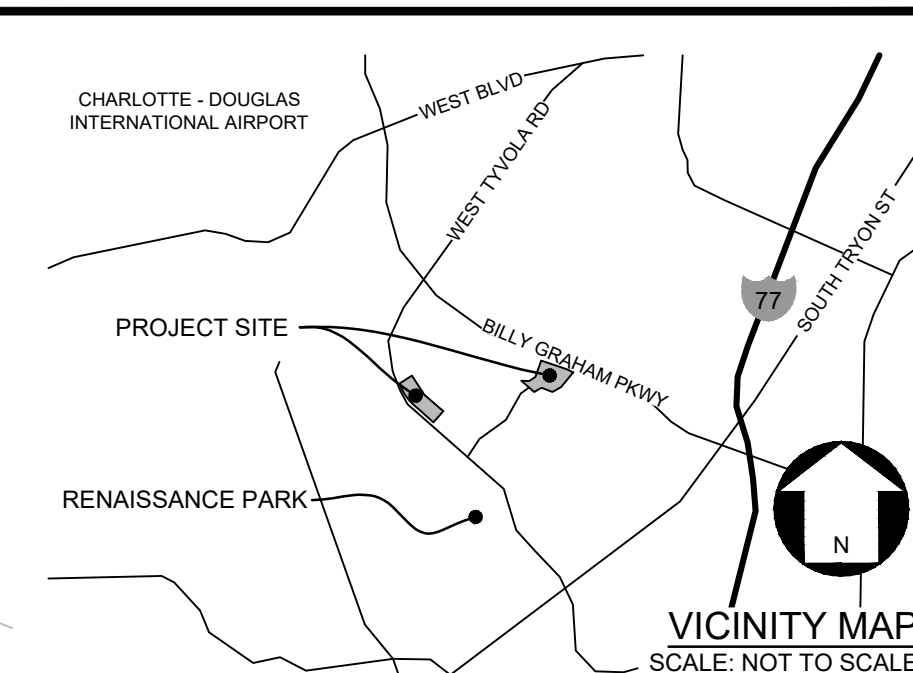 CHARLOTTE - DOUGLAS
INTERNATIONAL AIRPORT
WEST BLVD
WEST TYVOLA RD
77
SOUTH TRYON ST
PROJECT SITE
BILLY GRAHAM PKWY
RENAISSANCE PARK
N
VICINITY MAP
SCALE: NOT TO SCALE